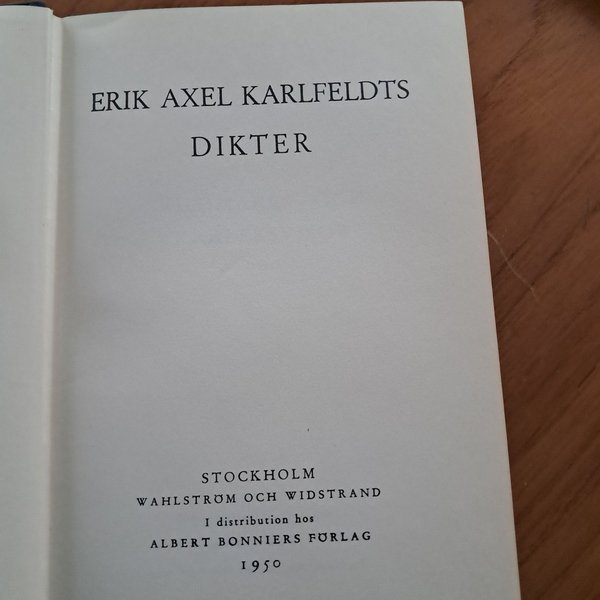 ERIK AXEL KARLFELDTS
DIKTER
STOCKHOLM
WAHLSTRÖM OCH WIDSTRAND
I distribution hos
ALBERT BONNIERS FÖRLAG
1950